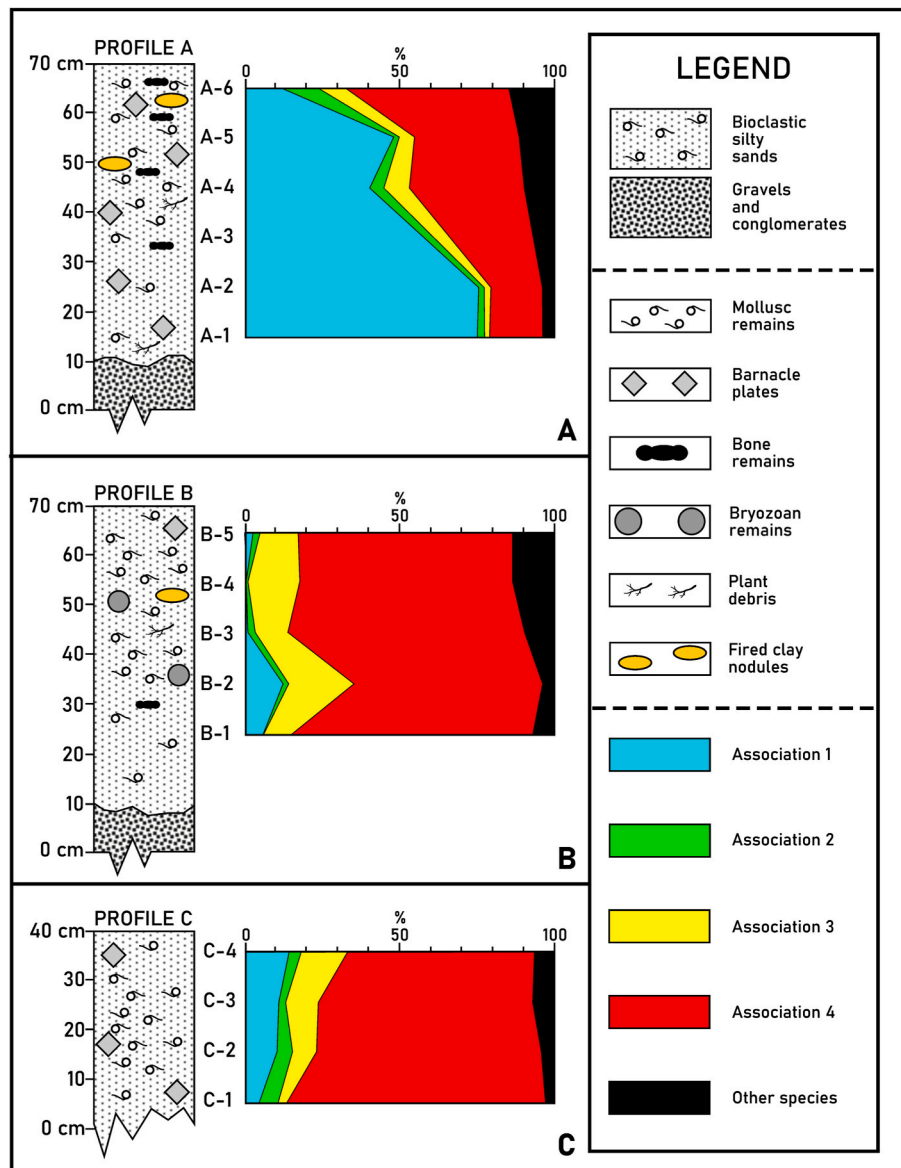 PROFILE A
%
0 50 100
70 cm
60
50
40
30
20
10
0 cm
A-6
A-5
A-4
A-3
A-2
A-1
A
PROFILE B
%
0 50 100
70 cm
60
50
40
30
20
10
0 cm
B-5
B-4
B-3
B-2
B-1
B
PROFILE C
%
0 50 100
40 cm
30
20
10
0 cm
C-4
C-3
C-2
C-1
C
LEGEND
Bioclastic
silty
sands
Gravels
and
conglomerates
Mollusc
remains
Barnacle
plates
Bone
remains
Bryozoan
remains
Plant
debris
Fired clay
nodules
Association 1
Association 2
Association 3
Association 4
Other species